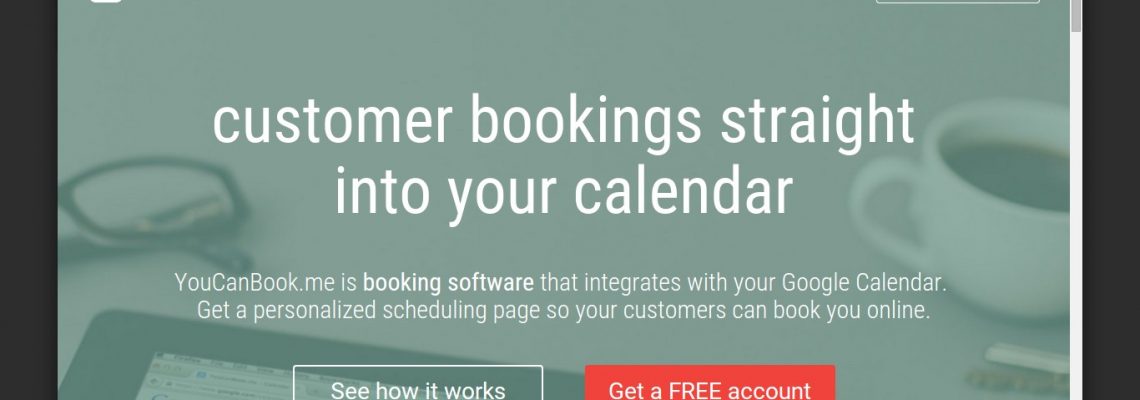 customer bookings straight
into your calendar
YouCanBook.me is booking software that integrates with your Google Calendar.
Get a personalized scheduling page so your customers can book you online.
See how it works
Get a FREE account